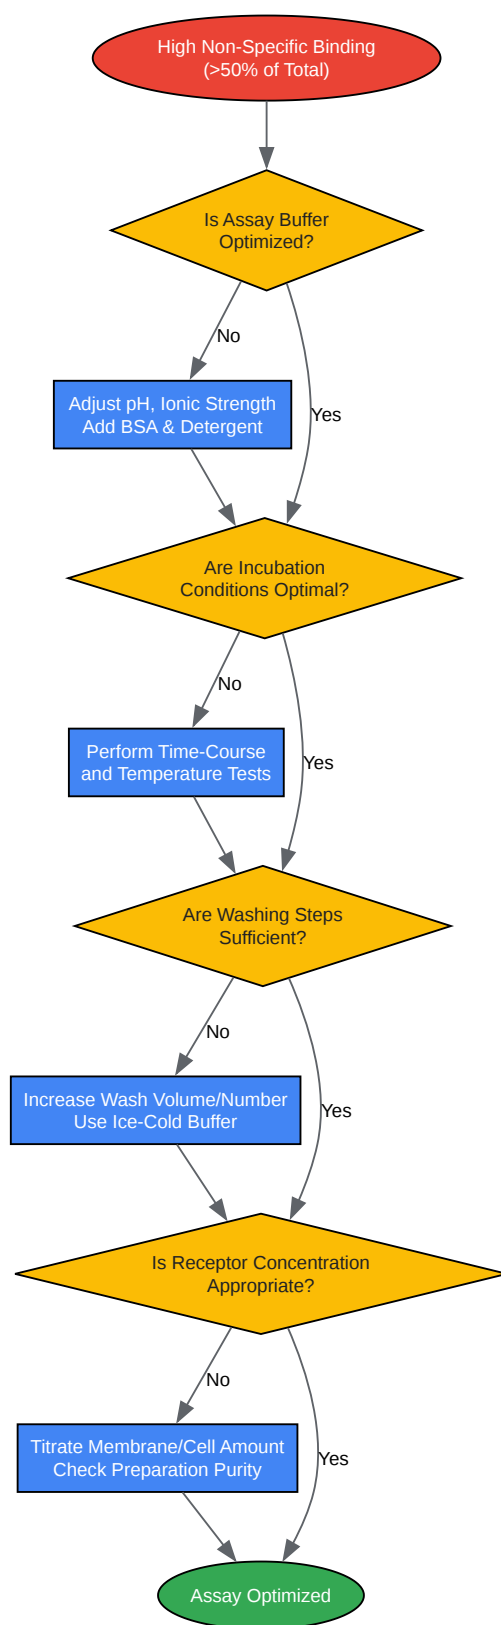 High Non-Specific Binding
(>50% of Total)
Is Assay Buffer
Optimized?
No
Adjust pH, Ionic Strength
Add BSA & Detergent
Yes
Are Incubation
Conditions Optimal?
No
Perform Time-Course
and Temperature Tests
Yes
Are Washing Steps
Sufficient?
No
Increase Wash Volume/Number
Use Ice-Cold Buffer
Yes
Is Receptor Concentration
Appropriate?
No
Titrate Membrane/Cell Amount
Check Preparation Purity
Yes
Assay Optimized